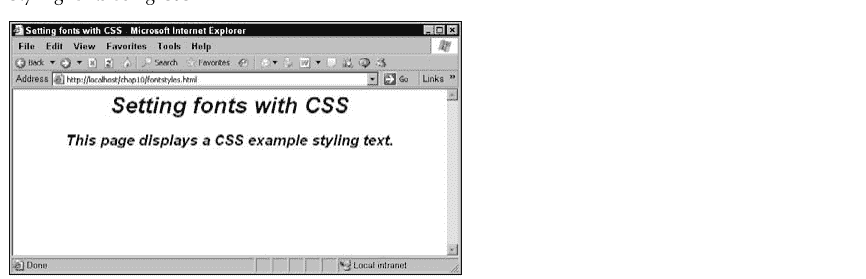 Setting fonts with CSS - Microsoft Internet Explorer
File Edit View Favorites Tools Help
Back Search Favorites
Address http://localhost/chap10/fontstyles.html Go Links »
Setting fonts with CSS
This page displays a CSS example styling text.
Done Local intranet